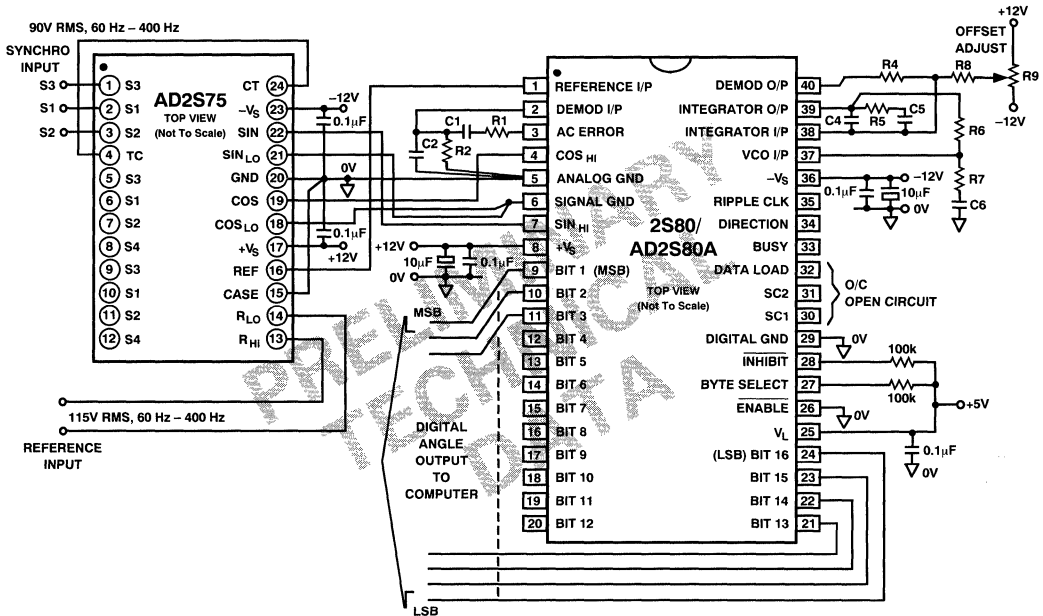 90V RMS, 60 Hz – 400 Hz
SYNCHRO
INPUT
S3
S1
S2
AD2S75
TOP VIEW
(Not To Scale)
1 S3
2 S1
3 S2
4 TC
5 S3
6 S1
7 S2
8 S4
9 S3
10 S1
11 S2
12 S4
CT 24
–VS 23
SIN 22
SIN LO 21
GND 20
COS 19
COS LO 18
+VS 17
REF 16
CASE 15
R LO 14
R HI 13
–12V
0.1µF
0V
0.1µF
+12V
115V RMS, 60 Hz – 400 Hz
REFERENCE
INPUT
C1
R1
C2
R2
+12V
10µF
0.1µF
0V
MSB
DIGITAL
ANGLE
OUTPUT
TO
COMPUTER
LSB
2S80/
AD2S80A
TOP VIEW
(Not To Scale)
1 REFERENCE I/P
2 DEMOD I/P
3 AC ERROR
4 COS HI
5 ANALOG GND
6 SIGNAL GND
7 SIN HI
8 +VS
9 BIT 1 (MSB)
10 BIT 2
11 BIT 3
12 BIT 4
13 BIT 5
14 BIT 6
15 BIT 7
16 BIT 8
17 BIT 9
18 BIT 10
19 BIT 11
20 BIT 12
DEMOD O/P 40
INTEGRATOR O/P 39
INTEGRATOR I/P 38
VCO I/P 37
–VS 36
RIPPLE CLK 35
DIRECTION 34
BUSY 33
DATA LOAD 32
SC2 31
SC1 30
DIGITAL GND 29
INHIBIT 28
BYTE SELECT 27
ENABLE 26
VL 25
(LSB) BIT 16 24
BIT 15 23
BIT 14 22
BIT 13 21
+12V
OFFSET
ADJUST
R4
R8
R9
–12V
C4
R5
C5
R6
R7
C6
–12V
0.1µF
10µF
0V
O/C
OPEN CIRCUIT
0V
100k
100k
+5V
0V
0.1µF
0V
PRELIMINARY
TECHNICAL
DATA